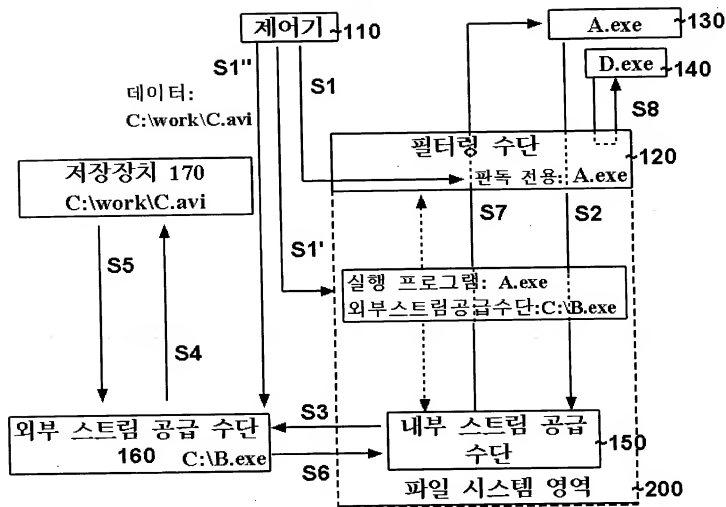 제어기
110
A.exe
130
D.exe
140
S1"
S1
S8
데이터:
C:\work\C.avi
필터링 수단
120
판독 전용: A.exe
저장장치 170
C:\work\C.avi
S7
S2
S1'
S5
실행 프로그램: A.exe
외부스트림공급수단:C:\B.exe
S4
S3
외부 스트림 공급 수단
160
C:\B.exe
내부 스트림 공급
수단
150
S6
파일 시스템 영역
200